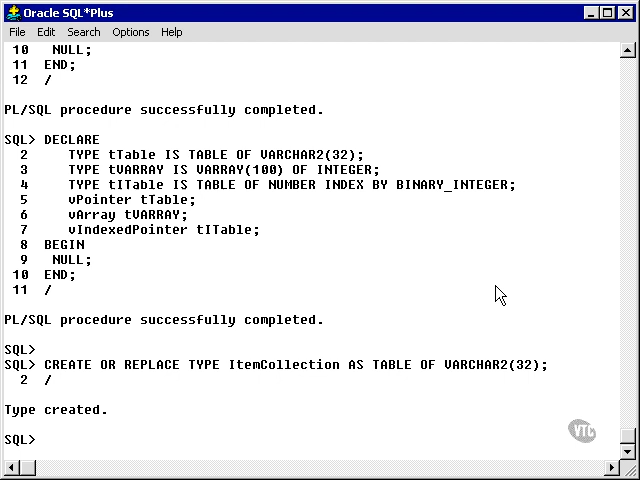 Oracle SQL*Plus
File Edit Search Options Help
10 NULL;
11 END;
12 /
PL/SQL procedure successfully completed.
SQL> DECLARE
2 TYPE tTable IS TABLE OF VARCHAR2(32);
3 TYPE tVARRAY IS VARRAY(100) OF INTEGER;
4 TYPE tITable IS TABLE OF NUMBER INDEX BY BINARY_INTEGER;
5 vPointer tTable;
6 vArray tVARRAY;
7 vIndexedPointer tITable;
8 BEGIN
9 NULL;
10 END;
11 /
PL/SQL procedure successfully completed.
SQL>
SQL> CREATE OR REPLACE TYPE ItemCollection AS TABLE OF VARCHAR2(32);
2 /
Type created.
SQL>
VTC